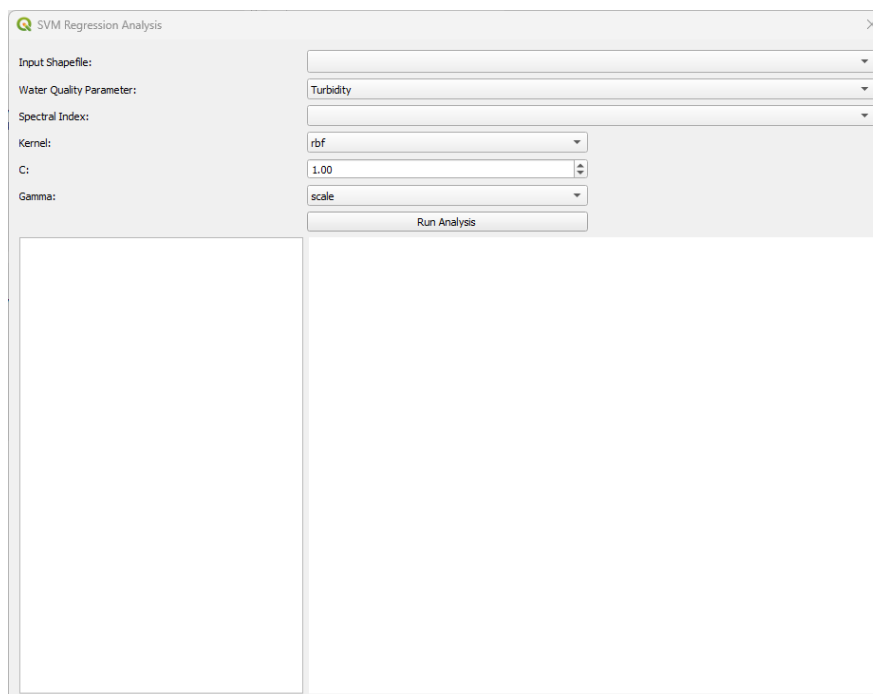 SVM Regression Analysis
Input Shapefile:
Water Quality Parameter: Turbidity
Spectral Index:
Kernel: rbf
C: 1.00
Gamma: scale
Run Analysis